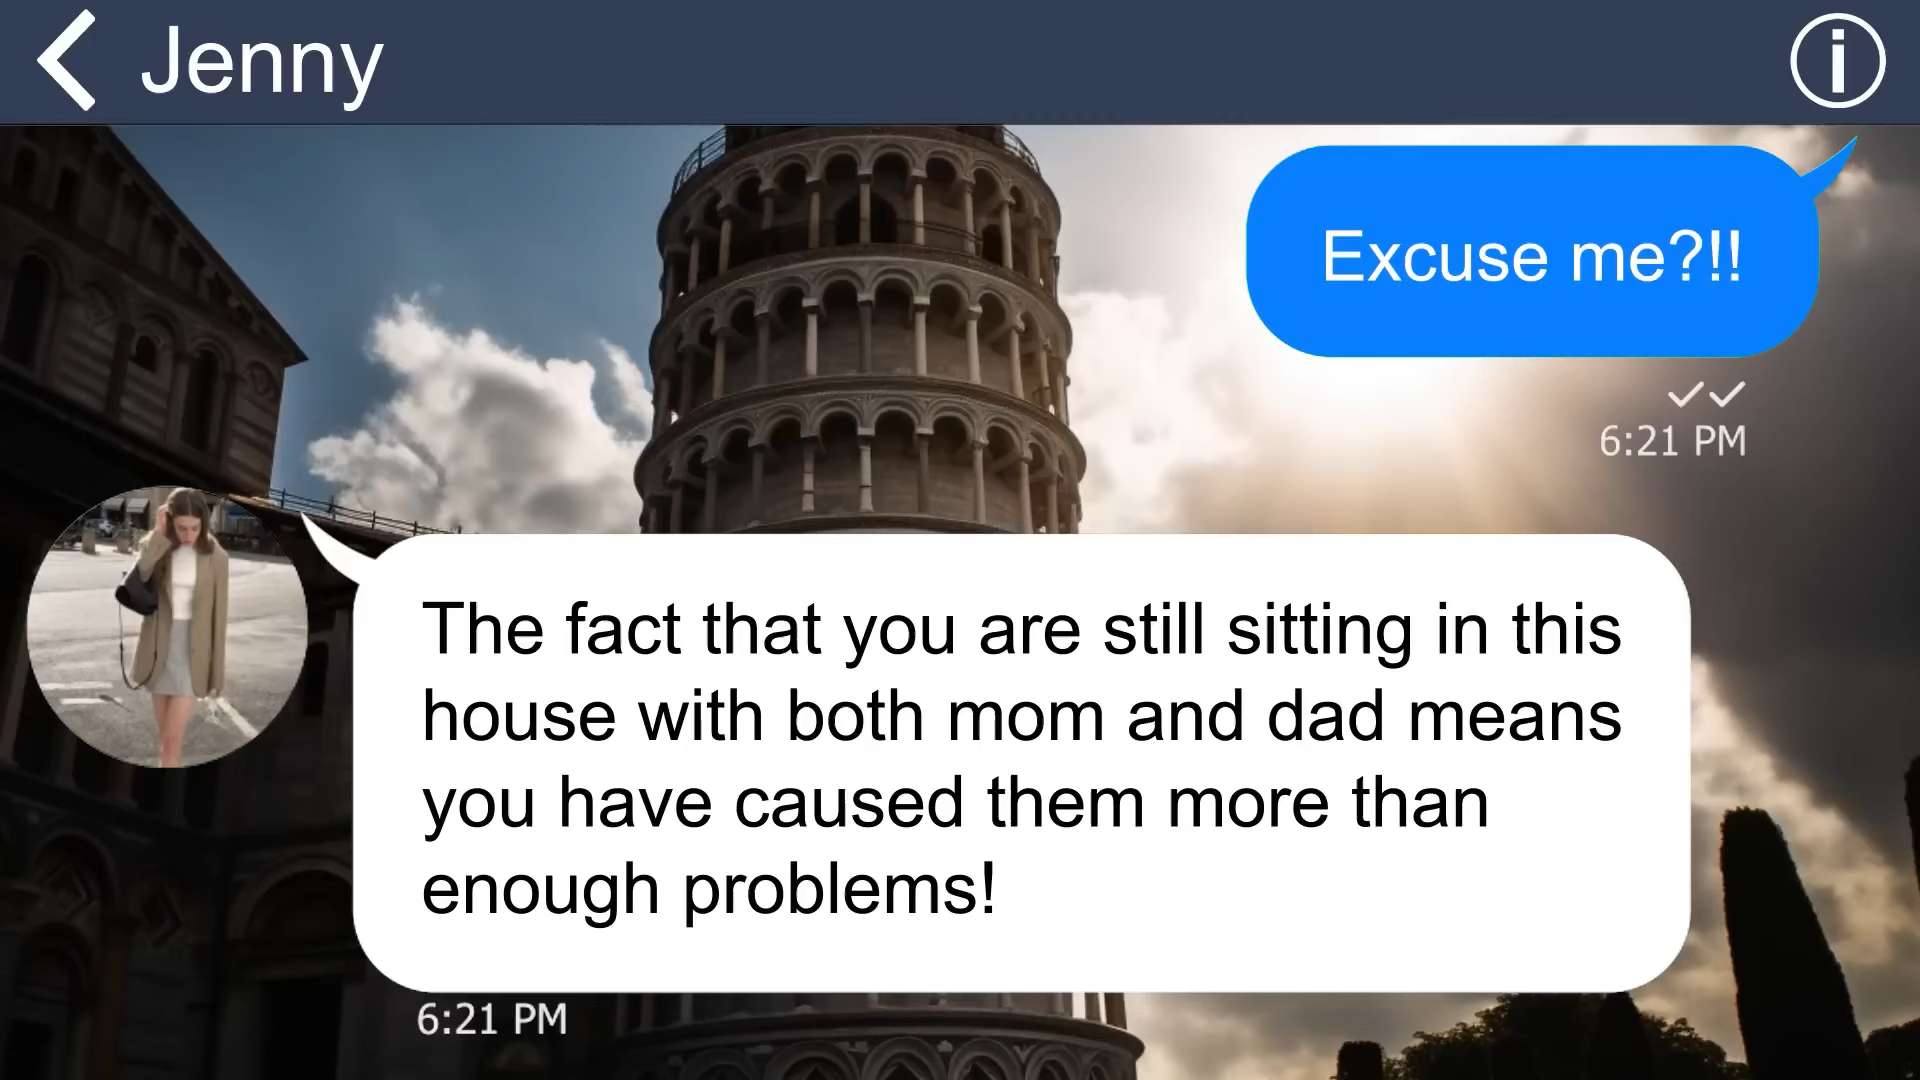 Jenny
Excuse me?!!
6:21 PM
The fact that you are still sitting in this
house with both mom and dad means
you have caused them more than
enough problems!
6:21 PM